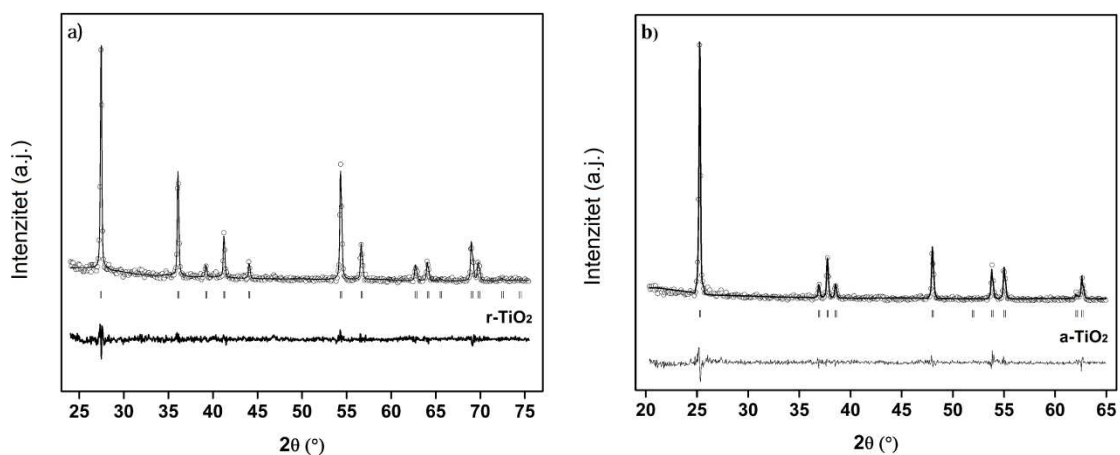 a)
Intenzitet (a.j.)
r-TiO₂
25 30 35 40 45 50 55 60 65 70 75
2θ (°)
b)
Intenzitet (a.j.)
a-TiO₂
20 25 30 35 40 45 50 55 60 65
2θ (°)